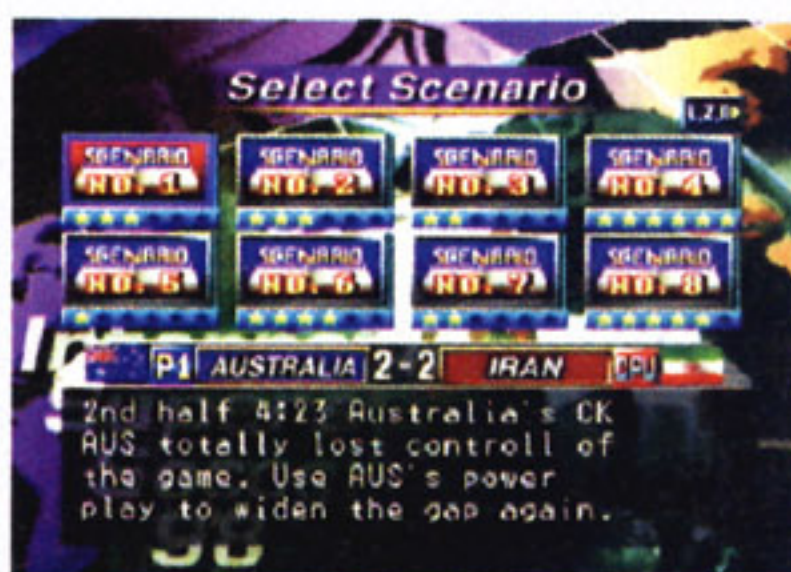 Select Scenario
SCENARIO NO. 1
SCENARIO NO. 2
SCENARIO NO. 3
SCENARIO NO. 4
SCENARIO NO. 5
SCENARIO NO. 6
SCENARIO NO. 7
SCENARIO NO. 8
P1 AUSTRALIA 2-2 IRAN CPU
2nd half 4:23 Australia's CK
AUS totally lost controll of
the game. Use AUS's power
play to widen the gap again.
98